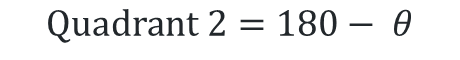 Quadrant 2 = 180 − θ